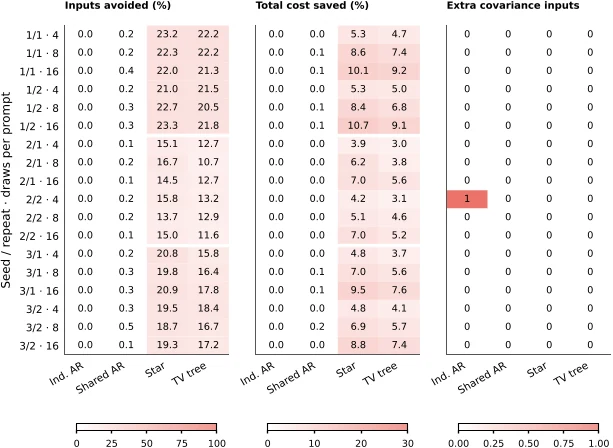 Inputs avoided (%) Total cost saved (%) Extra covariance inputs
Seed / repeat · draws per prompt
1/1 · 4 0.0 0.2 23.2 22.2 0.0 0.0 5.3 4.7 0 0 0 0
1/1 · 8 0.0 0.2 22.3 22.2 0.0 0.1 8.6 7.4 0 0 0 0
1/1 · 16 0.0 0.4 22.0 21.3 0.0 0.1 10.1 9.2 0 0 0 0
1/2 · 4 0.0 0.2 21.0 21.5 0.0 0.0 5.3 5.0 0 0 0 0
1/2 · 8 0.0 0.3 22.7 20.5 0.0 0.1 8.4 6.8 0 0 0 0
1/2 · 16 0.0 0.3 23.3 21.8 0.0 0.1 10.7 9.1 0 0 0 0
2/1 · 4 0.0 0.1 15.1 12.7 0.0 0.0 3.9 3.0 0 0 0 0
2/1 · 8 0.0 0.2 16.7 10.7 0.0 0.0 6.2 3.8 0 0 0 0
2/1 · 16 0.0 0.1 14.5 12.7 0.0 0.0 7.0 5.6 0 0 0 0
2/2 · 4 0.0 0.2 15.8 13.2 0.0 0.0 4.2 3.1 1 0 0 0
2/2 · 8 0.0 0.2 13.7 12.9 0.0 0.0 5.1 4.6 0 0 0 0
2/2 · 16 0.0 0.1 15.0 11.6 0.0 0.0 7.0 5.2 0 0 0 0
3/1 · 4 0.0 0.2 20.8 15.8 0.0 0.0 4.8 3.7 0 0 0 0
3/1 · 8 0.0 0.3 19.8 16.4 0.0 0.1 7.0 5.6 0 0 0 0
3/1 · 16 0.0 0.3 20.9 17.8 0.0 0.1 9.5 7.6 0 0 0 0
3/2 · 4 0.0 0.3 19.5 18.4 0.0 0.0 4.8 4.1 0 0 0 0
3/2 · 8 0.0 0.5 18.7 16.7 0.0 0.2 6.9 5.7 0 0 0 0
3/2 · 16 0.0 0.1 19.3 17.2 0.0 0.0 8.8 7.4 0 0 0 0
Ind. AR Shared AR Star TV tree Ind. AR Shared AR Star TV tree Ind. AR Shared AR Star TV tree
0 25 50 75 100 0 10 20 30 0.00 0.25 0.50 0.75 1.00